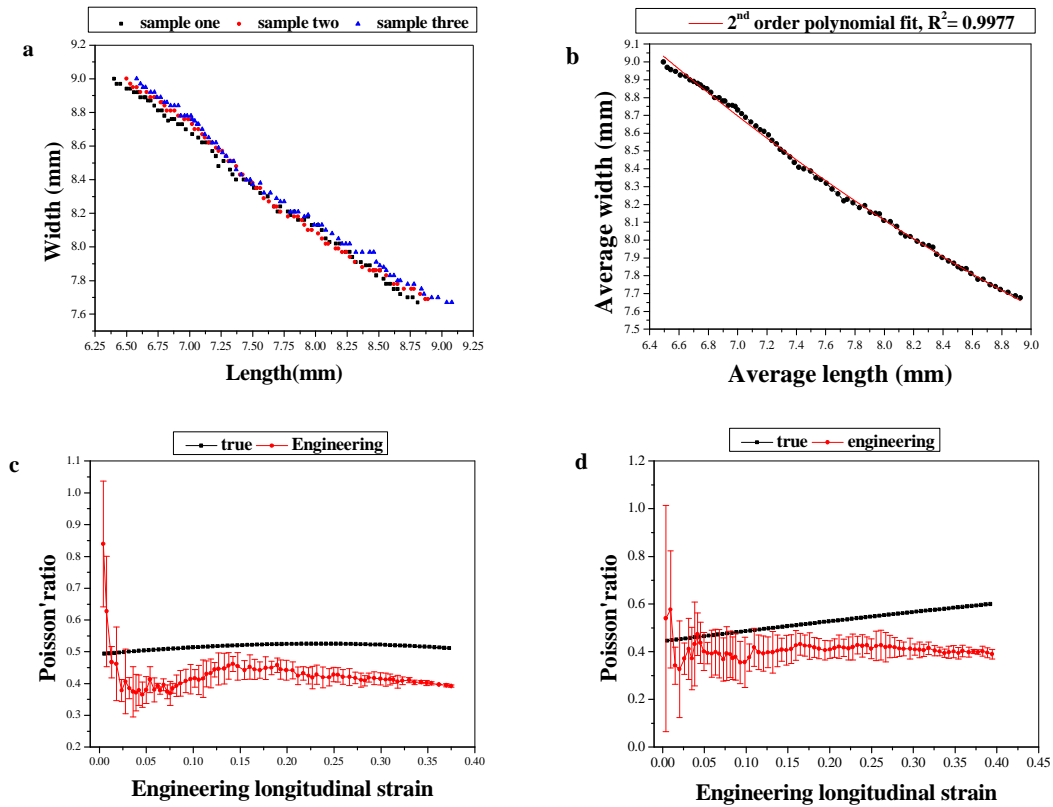 sample one sample two sample three
a
9.2
9.0
8.8
8.6
8.4
8.2
8.0
7.8
7.6
Width (mm)
6.25 6.50 6.75 7.00 7.25 7.50 7.75 8.00 8.25 8.50 8.75 9.00 9.25
Length(mm)
2nd order polynomial fit, R2= 0.9977
b
9.1
9.0
8.9
8.8
8.7
8.6
8.5
8.4
8.3
8.2
8.1
8.0
7.9
7.8
7.7
7.6
7.5
Average width (mm)
6.4 6.6 6.8 7.0 7.2 7.4 7.6 7.8 8.0 8.2 8.4 8.6 8.8 9.0
Average length (mm)
true Engineering
c
1.1
1.0
0.9
0.8
0.7
0.6
0.5
0.4
0.3
0.2
Poisson'ratio
0.00 0.05 0.10 0.15 0.20 0.25 0.30 0.35 0.40
Engineering longitudinal strain
true engineering
d
1.2
1.0
0.8
0.6
0.4
0.2
0.0
Poisson'ratio
0.00 0.05 0.10 0.15 0.20 0.25 0.30 0.35 0.40 0.45
Engineering longitudinal strain